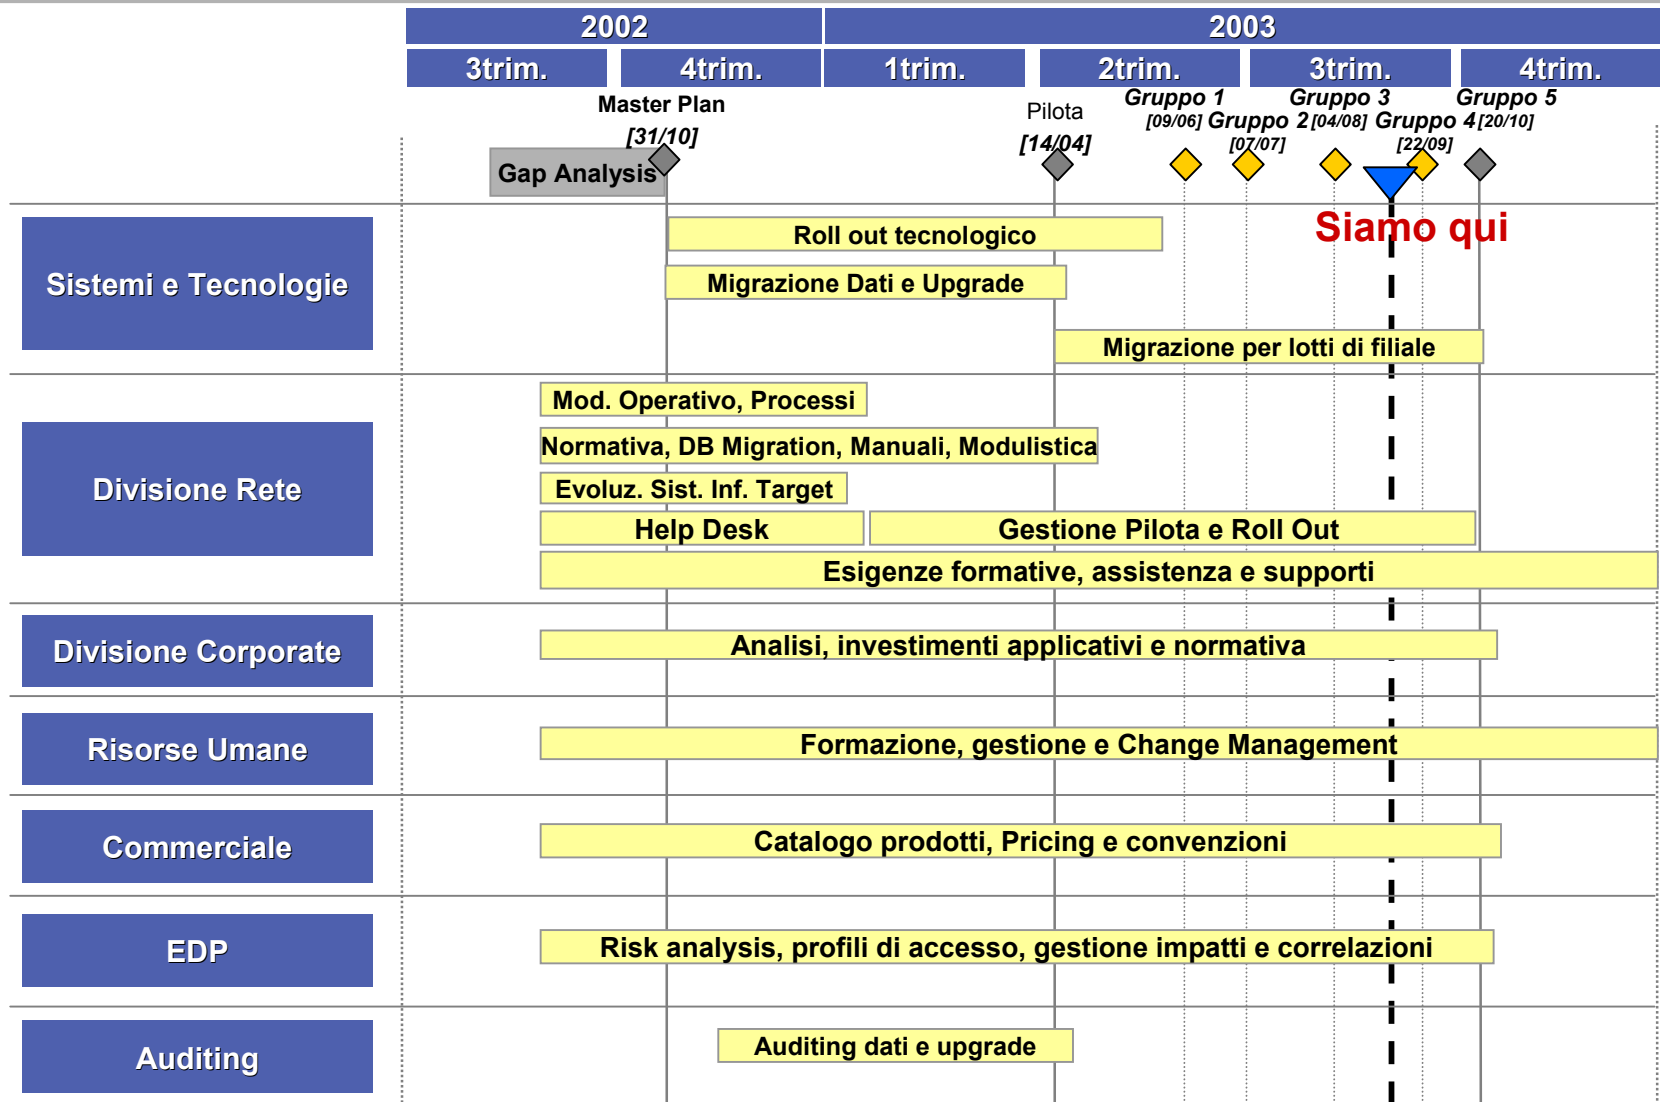 2002
2003
3trim.
4trim.
1trim.
2trim.
3trim.
4trim.
Master Plan
[31/10]
Pilota
[14/04]
Gruppo 1
[09/06]
Gruppo 2
[07/07]
Gruppo 3
[04/08]
Gruppo 4
[22/09]
Gruppo 5
[20/10]
Gap Analysis
Siamo qui
Sistemi e Tecnologie
Roll out tecnologico
Migrazione Dati e Upgrade
Migrazione per lotti di filiale
Divisione Rete
Mod. Operativo, Processi
Normativa, DB Migration, Manuali, Modulistica
Evoluz. Sist. Inf. Target
Help Desk
Gestione Pilota e Roll Out
Esigenze formative, assistenza e supporti
Divisione Corporate
Analisi, investimenti applicativi e normativa
Risorse Umane
Formazione, gestione e Change Management
Commerciale
Catalogo prodotti, Pricing e convenzioni
EDP
Risk analysis, profili di accesso, gestione impatti e correlazioni
Auditing
Auditing dati e upgrade